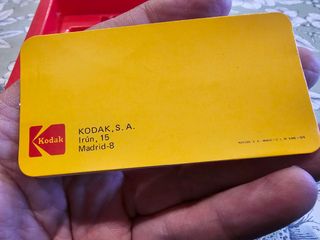 Kodak
KODAK, S. A.
Irún, 15
Madrid-8